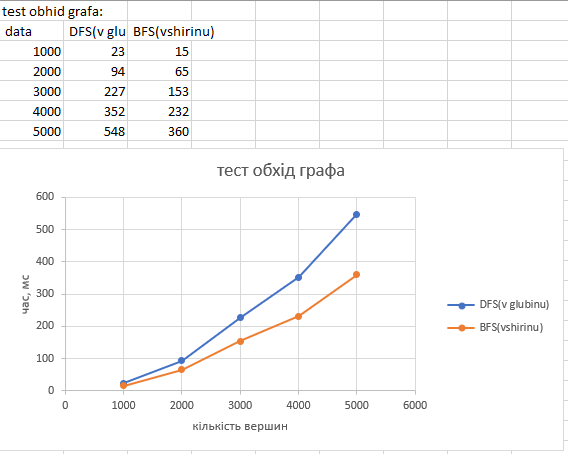 test obhid grafa:
data DFS(v glu BFS(vshirinu)
1000 23 15
2000 94 65
3000 227 153
4000 352 232
5000 548 360
тест обхід графа
600
500
400
300
200
100
0
0 1000 2000 3000 4000 5000 6000
час, мс
кількість вершин
DFS(v glubinu)
BFS(vshirinu)